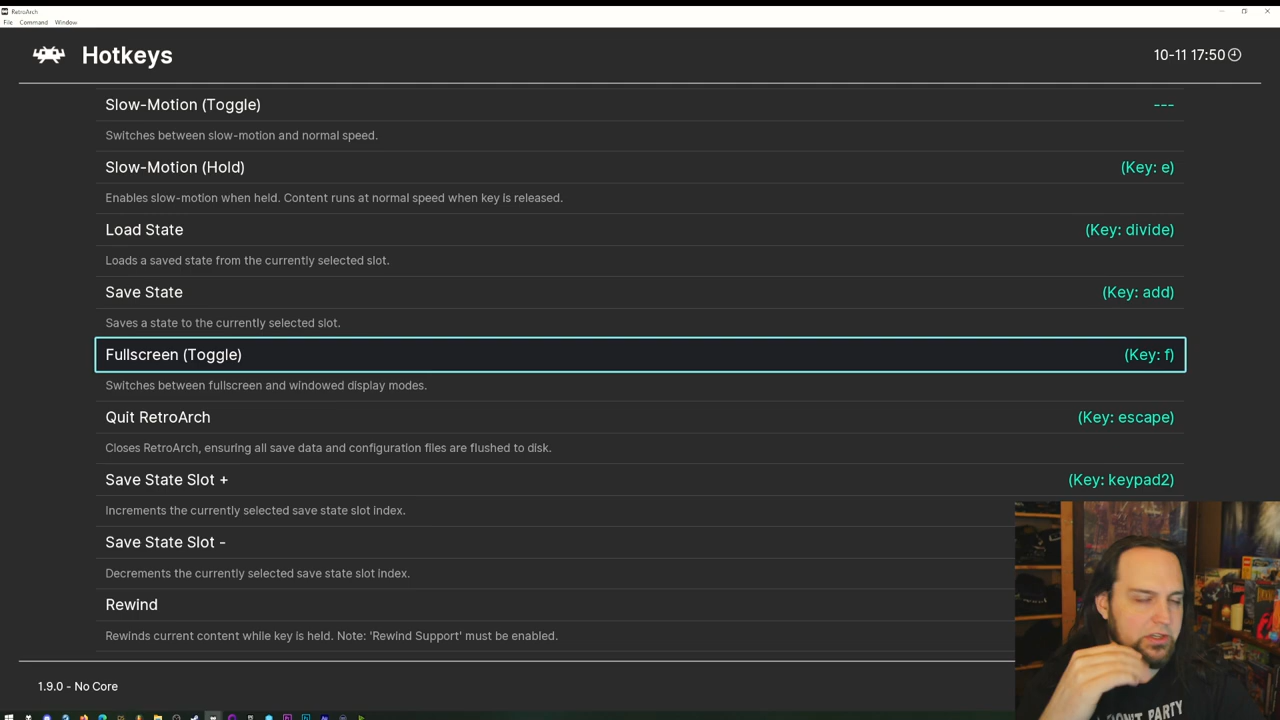 RetroArch
File Command Window
Hotkeys
10-11 17:50
Slow-Motion (Toggle)
---
Switches between slow-motion and normal speed.
Slow-Motion (Hold)
(Key: e)
Enables slow-motion when held. Content runs at normal speed when key is released.
Load State
(Key: divide)
Loads a saved state from the currently selected slot.
Save State
(Key: add)
Saves a state to the currently selected slot.
Fullscreen (Toggle)
(Key: f)
Switches between fullscreen and windowed display modes.
Quit RetroArch
(Key: escape)
Closes RetroArch, ensuring all save data and configuration files are flushed to disk.
Save State Slot +
(Key: keypad2)
Increments the currently selected save state slot index.
Save State Slot -
Decrements the currently selected save state slot index.
Rewind
Rewinds current content while key is held. Note: 'Rewind Support' must be enabled.
1.9.0 - No Core
DON'T PARTY